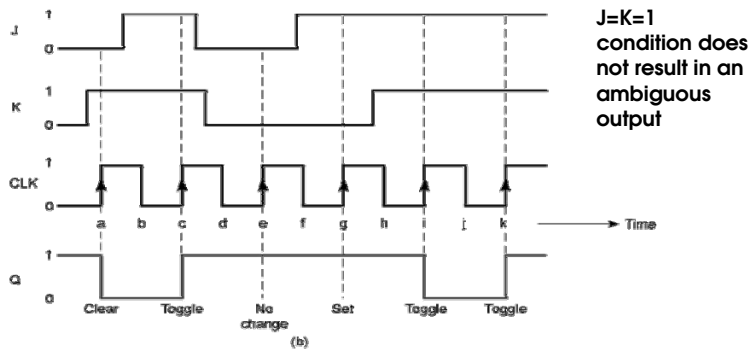 J=K=1
condition does
not result in an
ambiguous
output
1
J
0
1
K
0
1
CLK
0
a b c d e f g h i j k
Time
1
Q
0
Clear Toggle No change Set Toggle Toggle
(b)